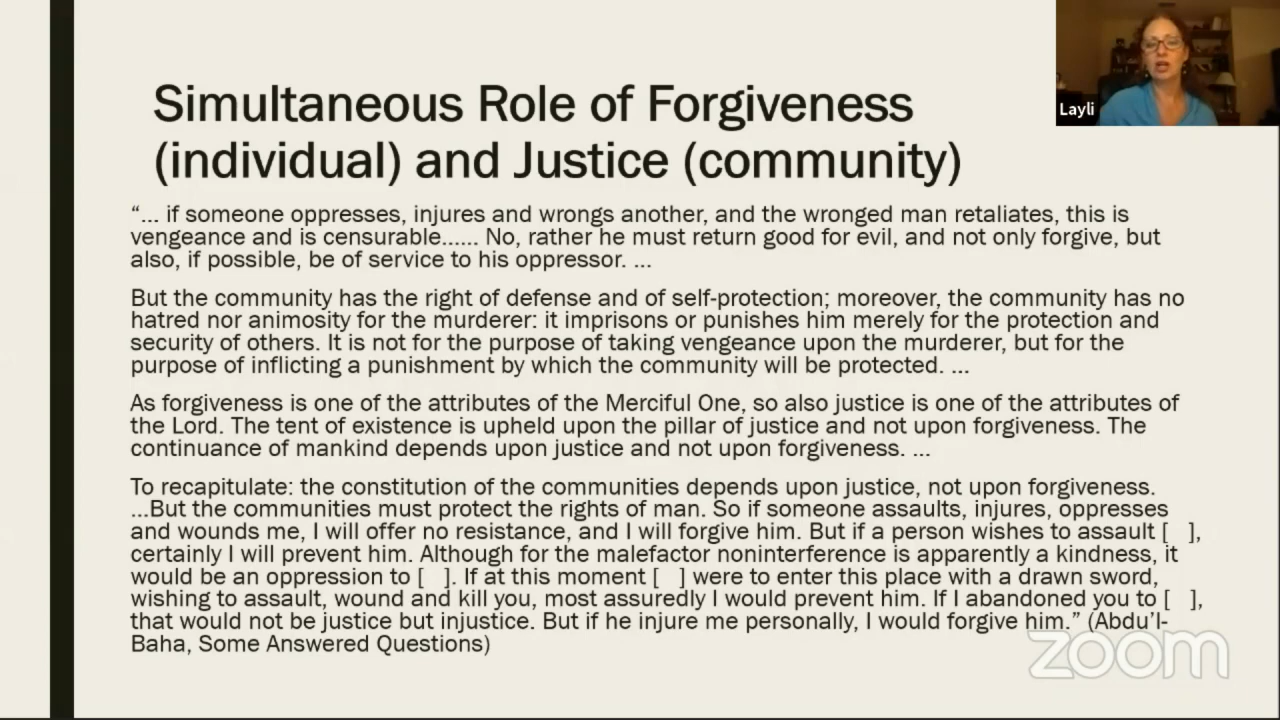 Simultaneous Role of Forgiveness
(individual) and Justice (community)
Layli
“... if someone oppresses, injures and wrongs another, and the wronged man retaliates, this is
vengeance and is censurable...... No, rather he must return good for evil, and not only forgive, but
also, if possible, be of service to his oppressor. ...
But the community has the right of defense and of self-protection; moreover, the community has no
hatred nor animosity for the murderer: it imprisons or punishes him merely for the protection and
security of others. It is not for the purpose of taking vengeance upon the murderer, but for the
purpose of inflicting a punishment by which the community will be protected. ...
As forgiveness is one of the attributes of the Merciful One, so also justice is one of the attributes of
the Lord. The tent of existence is upheld upon the pillar of justice and not upon forgiveness. The
continuance of mankind depends upon justice and not upon forgiveness. ...
To recapitulate: the constitution of the communities depends upon justice, not upon forgiveness.
...But the communities must protect the rights of man. So if someone assaults, injures, oppresses
and wounds me, I will offer no resistance, and I will forgive him. But if a person wishes to assault [ ],
certainly I will prevent him. Although for the malefactor noninterference is apparently a kindness, it
would be an oppression to [ ]. If at this moment [ ] were to enter this place with a drawn sword,
wishing to assault, wound and kill you, most assuredly I would prevent him. If I abandoned you to [ ],
that would not be justice but injustice. But if he injure me personally, I would forgive him.” (Abdu’l-
Baha, Some Answered Questions)
zoom